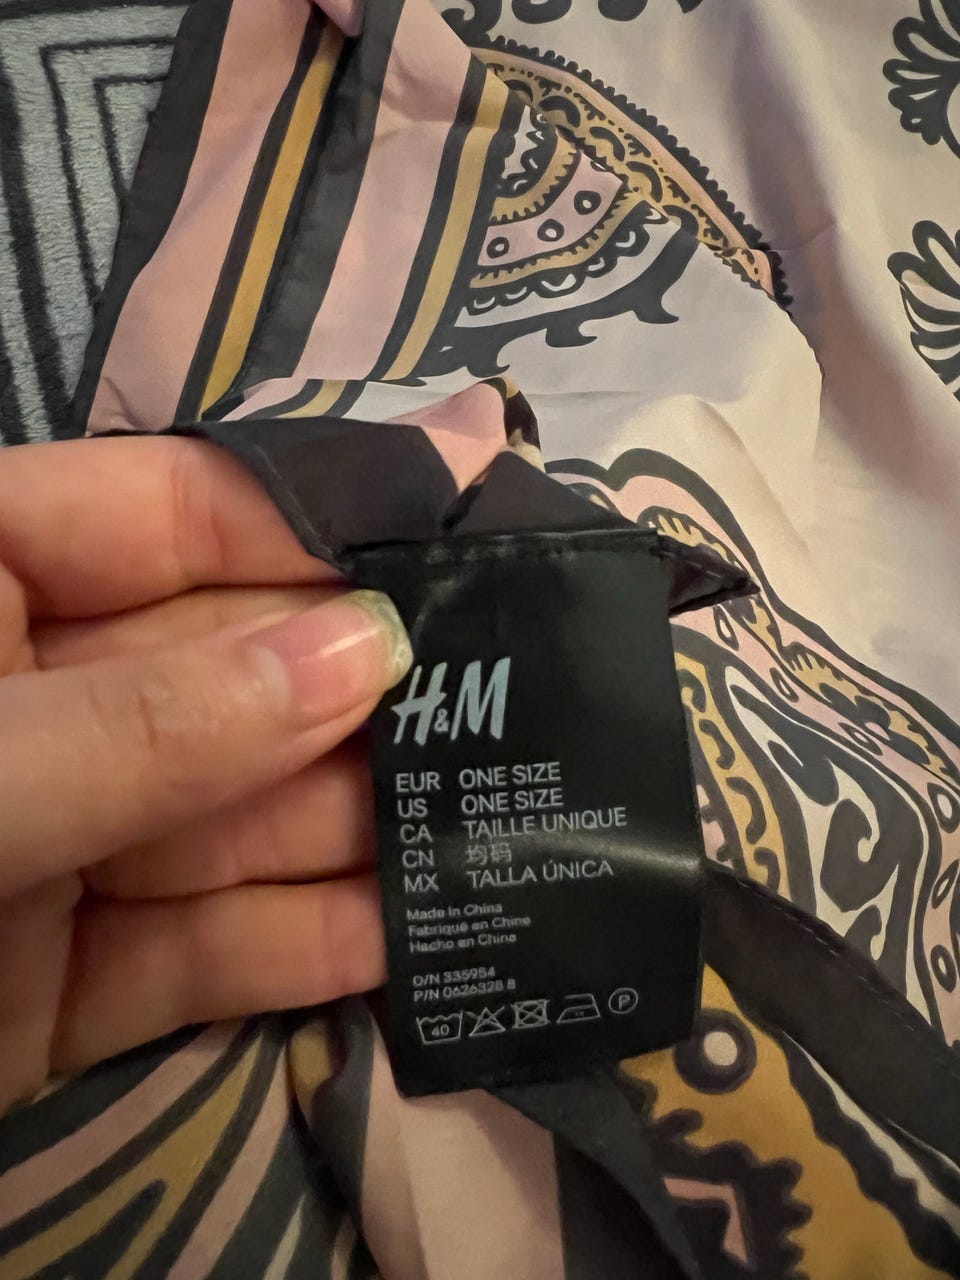 H&M
EUR ONE SIZE
US ONE SIZE
CA TAILLE UNIQUE
CN 均码
MX TALLA ÚNICA
Made in China
Fabriqué en Chine
Hecho en China
O/N 335954
P/N 0626328 8
40
P